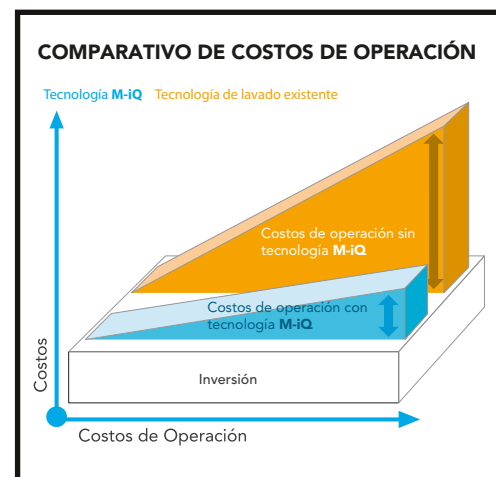 COMPARATIVO DE COSTOS DE OPERACIÓN
Tecnología M-iQ Tecnología de lavado existente
Costos de operación sin
tecnología M-iQ
Costos de operación con
tecnología M-iQ
Inversión
Costos
Costos de Operación